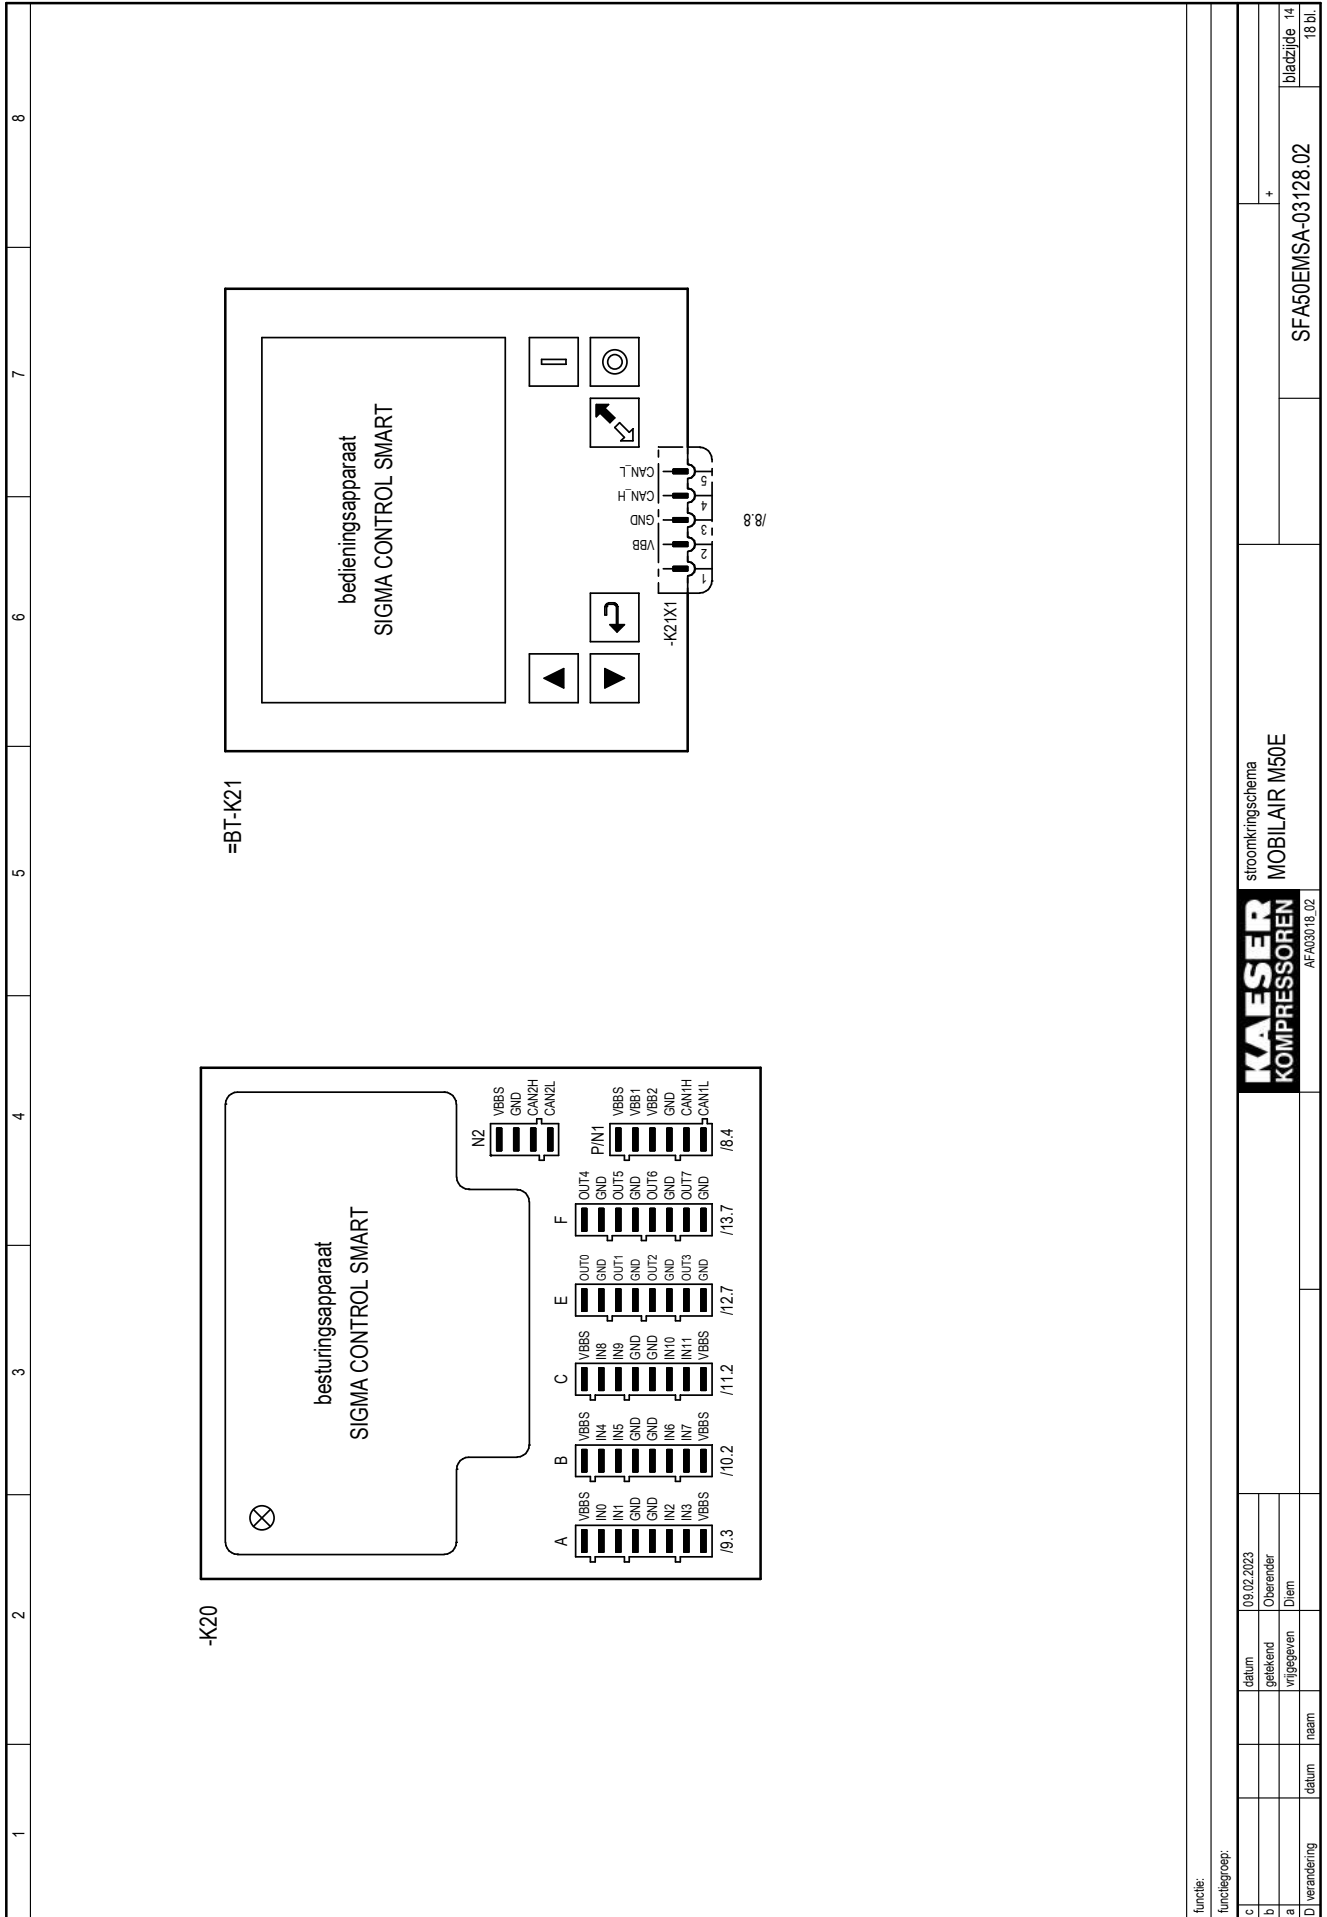 1
2
3
4
5
6
7
8
-K20
besturingsapparaat
SIGMA CONTROL SMART
N2
VBBS
GND
CAN2H
CAN2L
A
VBBS
IN0
IN1
GND
GND
IN2
IN3
VBBS
/9.3
B
VBBS
IN4
IN5
GND
GND
IN6
IN7
VBBS
/10.2
C
VBBS
IN8
IN9
GND
GND
IN10
IN11
VBBS
/11.2
E
OUT0
GND
OUT1
GND
OUT2
GND
OUT3
GND
/12.7
F
OUT4
GND
OUT5
GND
OUT6
GND
OUT7
GND
/13.7
P/N1
VBBS
VBB1
VBB2
GND
CAN1H
CAN1L
/8.4
=BT-K21
bedieningsapparaat
SIGMA CONTROL SMART
-K21X1
VBB
GND
CAN_H
CAN_L
1
2
3
4
5
/8.8
functie:
functiegroep:
c
b
a
D
verandering
datum
naam
datum
09.02.2023
getekend
Oberender
vrijgegeven
Diem
KAESER
KOMPRESSOREN
AFA03018_02
stroomkringschema
MOBILAIR M50E
+
SFA50EMSA-03128.02
bladzijde 14
18 bl.